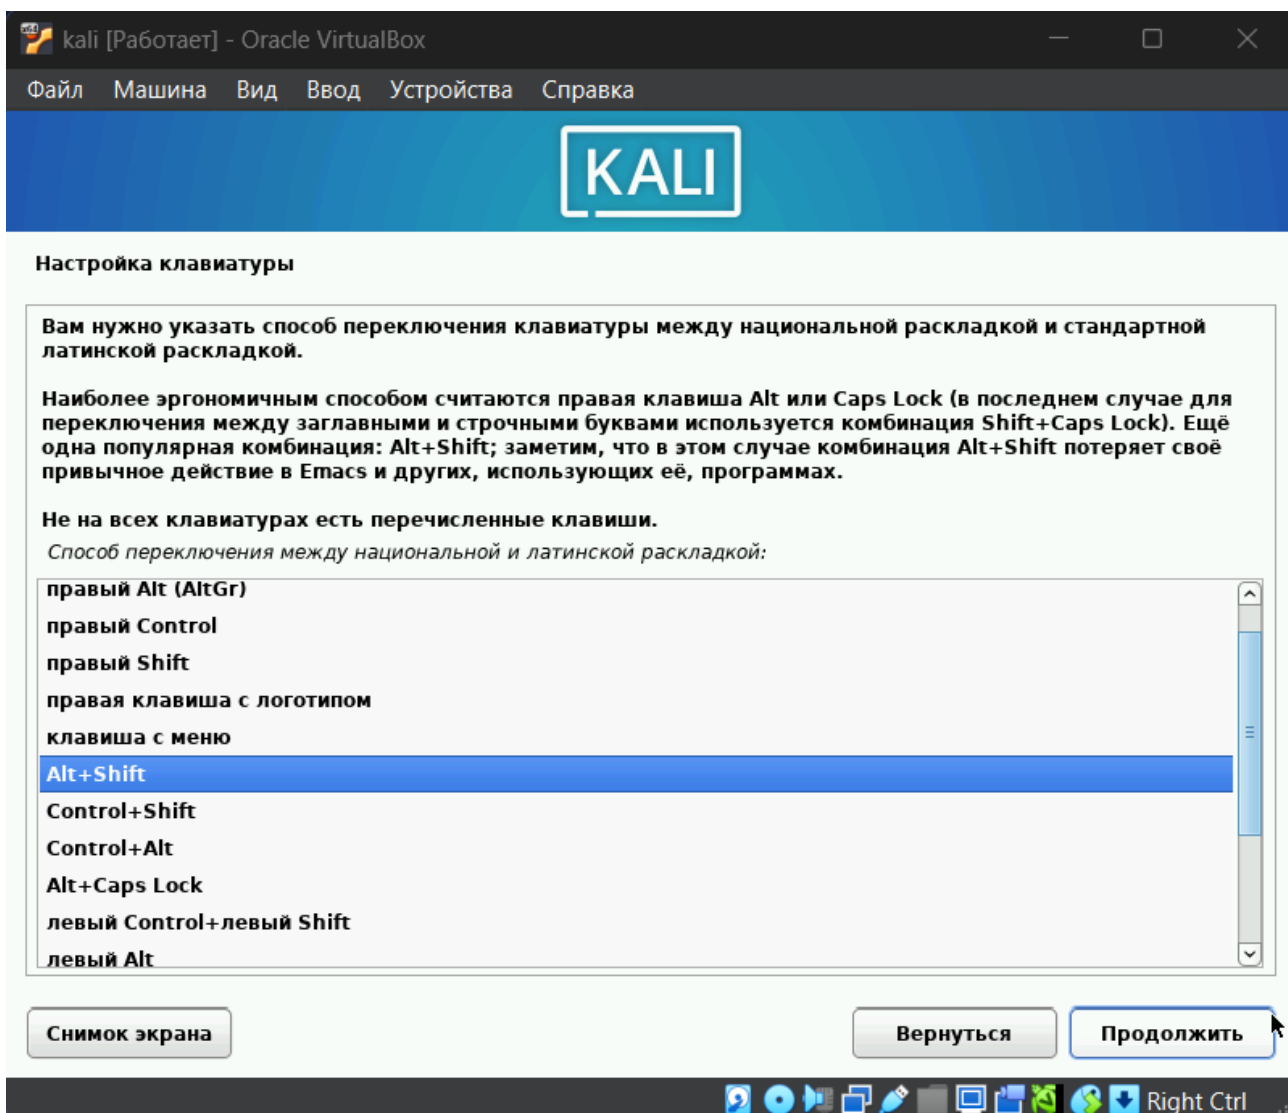 kali [Работает] - Oracle VirtualBox
Файл Машина Вид Ввод Устройства Справка
KALI
Настройка клавиатуры
Вам нужно указать способ переключения клавиатуры между национальной раскладкой и стандартной
латинской раскладкой.
Наиболее эргономичным способом считаются правая клавиша Alt или Caps Lock (в последнем случае для
переключения между заглавными и строчными буквами используется комбинация Shift+Caps Lock). Ещё
одна популярная комбинация: Alt+Shift; заметим, что в этом случае комбинация Alt+Shift потеряет своё
привычное действие в Emacs и других, использующих её, программах.
Не на всех клавиатурах есть перечисленные клавиши.
Способ переключения между национальной и латинской раскладкой:
правый Alt (AltGr)
правый Control
правый Shift
правая клавиша с логотипом
клавиша с меню
Alt+Shift
Control+Shift
Control+Alt
Alt+Caps Lock
левый Control+левый Shift
левый Alt
Снимок экрана Вернуться Продолжить
Right Ctrl